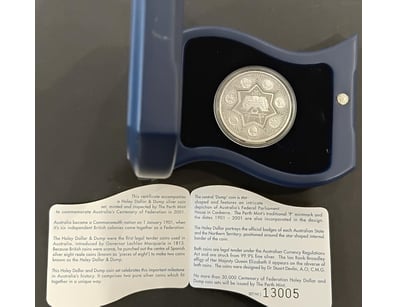 This certificate accompanies
a Holey Dollar & Dump silver coin
set minted and inspected by The Perth Mint
to commemorate Australia's Centenary of Federation in 2001.
Australia became a Commonwealth nation on 1 January 1901, when
it's six independent British colonies came together as a Federation.
The Holey Dollar & Dump were the first legal tender coins used in
Australia, introduced by Governor Lachlan Macquarie in 1813.
Because British coins were scarce, he punched out the centre of Spanish
silver eight reale coins (known as 'pieces of eight') to make two coins
known as the Holey Dollar & the Dump.
This Holey Dollar and Dump set celebrates this important milestone
in Australia's history. It comprises two pure silver coins which fit
together in a unique way.
The central 'Dump' coin is star
shaped and features an intricate
depiction of Australia's Federal Parliament
House in Canberra. The Perth Mint's traditional 'P' mintmark and
the dates 1901 - 2001 are also incorporated in the design.
The Holey Dollar portrays the official badges of each Australian State
and the Northern Territory, positioned around the star shaped internal
border of the coin.
Both coins are legal tender under the Australian Currency Regulations
Act and are struck from 99.9% fine silver. The Ian Rank Broadley
effigy of Her Majesty Queen Elizabeth II appears on the obverse of
both coins. The coins were designed by Dr Stuart Devlin, A.O, C.M.G.
No more than 30,000 Centenary of Federation Holey Dollar and
Dump coin sets will be issued by The Perth Mint.
13005